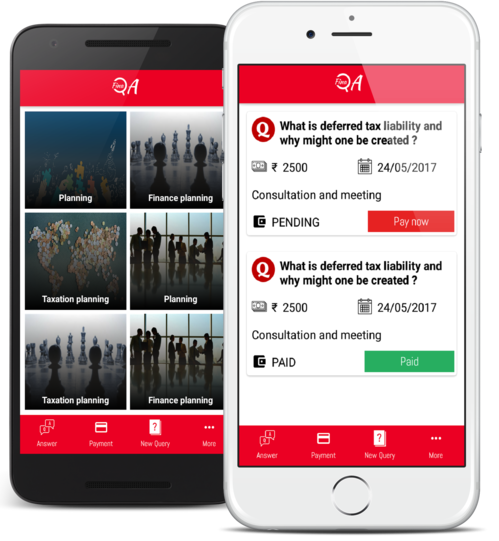 Fine
QA
Planning
Finance planning
Taxation planning
Planning
Taxation planning
Finance planning
Answer
Payment
New Query
More
Fine
QA
Q
What is deferred tax liability and
why might one be created ?
₹ 2500
24/05/2017
Consultation and meeting
PENDING
Pay now
Q
What is deferred tax liability and
why might one be created ?
₹ 2500
24/05/2017
Consultation and meeting
PAID
Paid
Answer
Payment
New Query
More